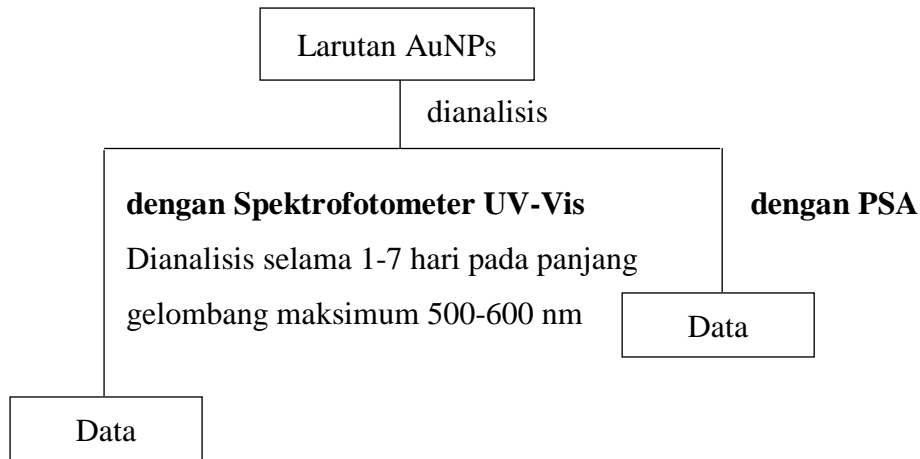 Larutan AuNPs
dianalisis
dengan Spektrofotometer UV-Vis
Dianalisis selama 1-7 hari pada panjang
gelombang maksimum 500-600 nm
dengan PSA
Data
Data